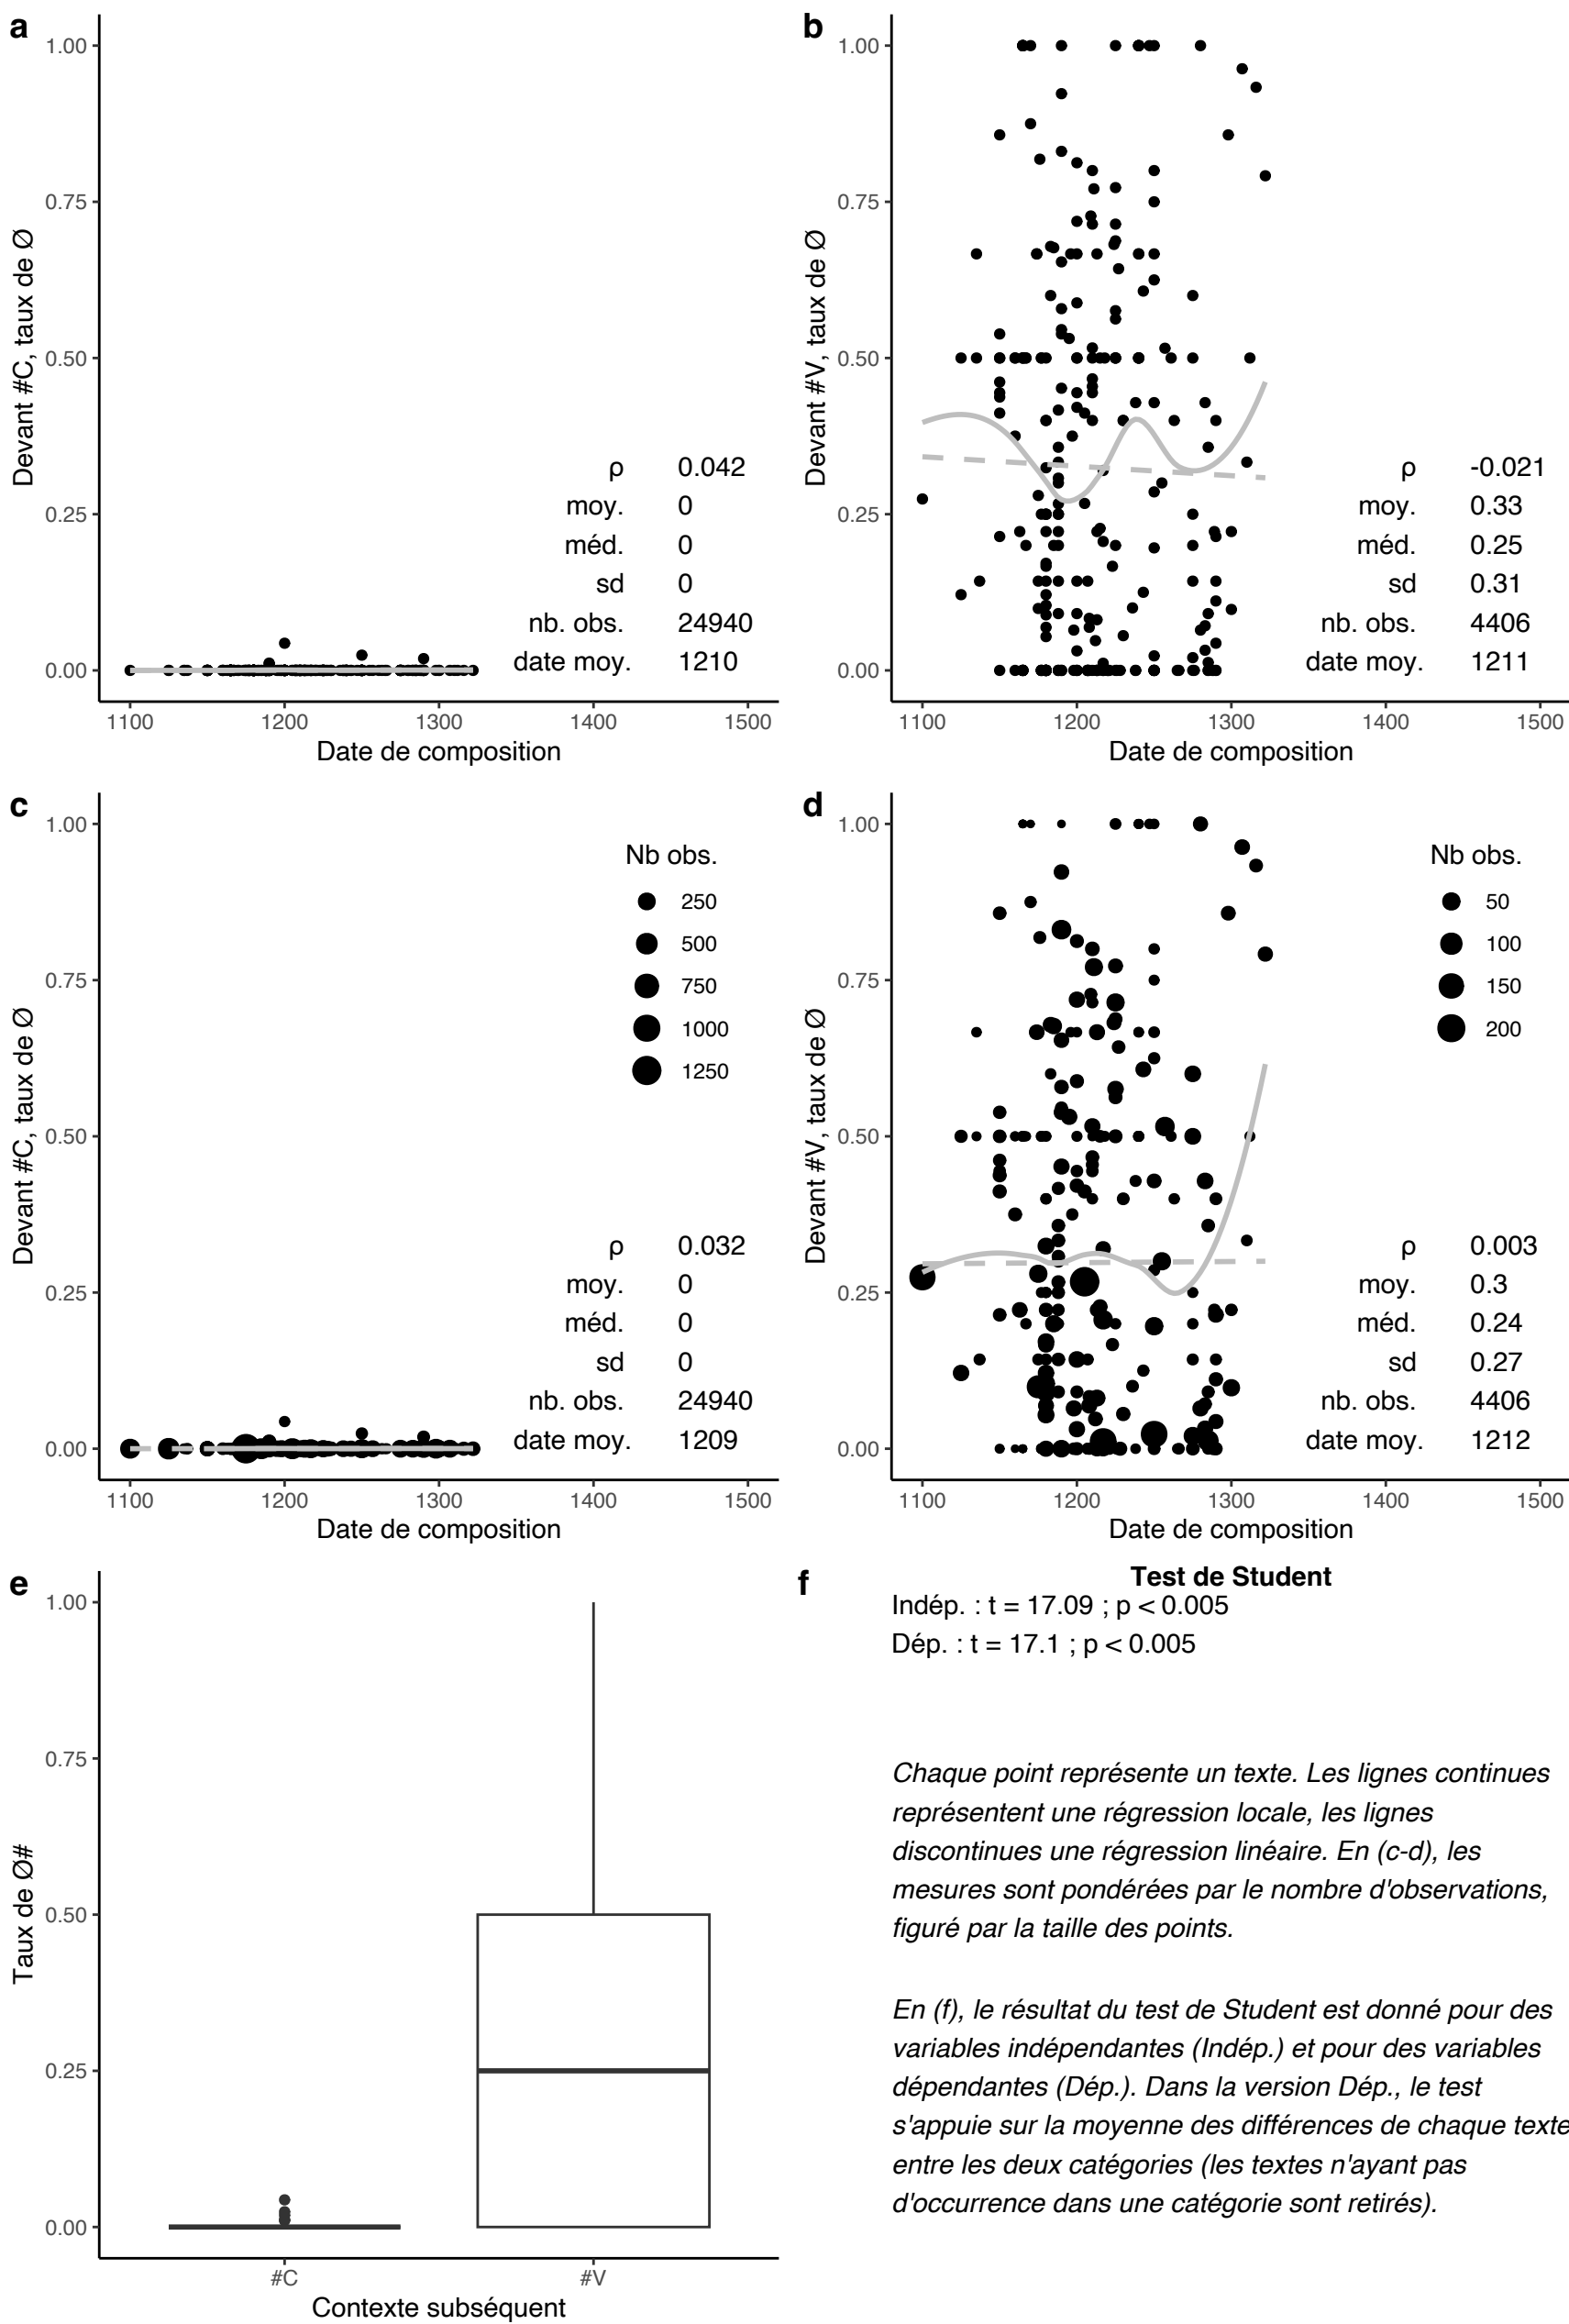 a
1.00
0.75
0.50
0.25
0.00
Devant #C, taux de Ø
ρ 0.042
moy. 0
méd. 0
sd 0
nb. obs. 24940
date moy. 1210
1100 1200 1300 1400 1500
Date de composition
b
1.00
0.75
0.50
0.25
0.00
Devant #V, taux de Ø
ρ -0.021
moy. 0.33
méd. 0.25
sd 0.31
nb. obs. 4406
date moy. 1211
1100 1200 1300 1400 1500
Date de composition
c
1.00
0.75
0.50
0.25
0.00
Devant #C, taux de Ø
Nb obs.
250
500
750
1000
1250
ρ 0.032
moy. 0
méd. 0
sd 0
nb. obs. 24940
date moy. 1209
1100 1200 1300 1400 1500
Date de composition
d
1.00
0.75
0.50
0.25
0.00
Devant #V, taux de Ø
Nb obs.
50
100
150
200
ρ 0.003
moy. 0.3
méd. 0.24
sd 0.27
nb. obs. 4406
date moy. 1212
1100 1200 1300 1400 1500
Date de composition
e
1.00
0.75
0.50
0.25
0.00
Taux de Ø#
#C #V
Contexte subséquent
f
Test de Student
Indép. : t = 17.09 ; p < 0.005
Dép. : t = 17.1 ; p < 0.005
Chaque point représente un texte. Les lignes continues
représentent une régression locale, les lignes
discontinues une régression linéaire. En (c-d), les
mesures sont pondérées par le nombre d'observations,
figuré par la taille des points.
En (f), le résultat du test de Student est donné pour des
variables indépendantes (Indép.) et pour des variables
dépendantes (Dép.). Dans la version Dép., le test
s'appuie sur la moyenne des différences de chaque texte
entre les deux catégories (les textes n'ayant pas
d'occurrence dans une catégorie sont retirés).